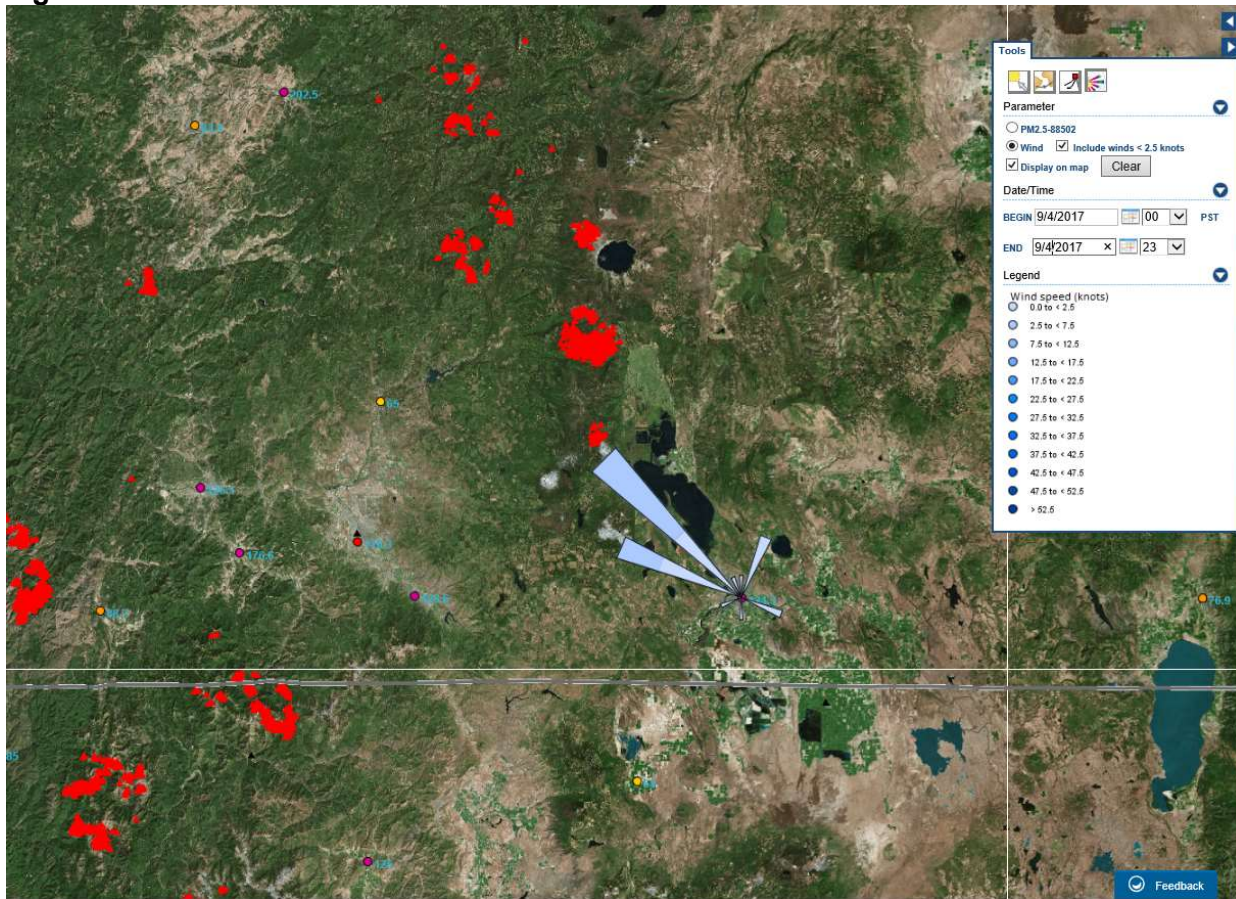 202.5
65
76.9
85
Tools
Parameter
PM2.5-88502
Wind Include winds < 2.5 knots
Display on map Clear
Date/Time
BEGIN 9/4/2017 00 PST
END 9/4/2017 × 23
Legend
Wind speed (knots)
0.0 to < 2.5
2.5 to < 7.5
7.5 to < 12.5
12.5 to < 17.5
17.5 to < 22.5
22.5 to < 27.5
27.5 to < 32.5
32.5 to < 37.5
37.5 to < 42.5
42.5 to < 47.5
47.5 to < 52.5
> 52.5
Feedback